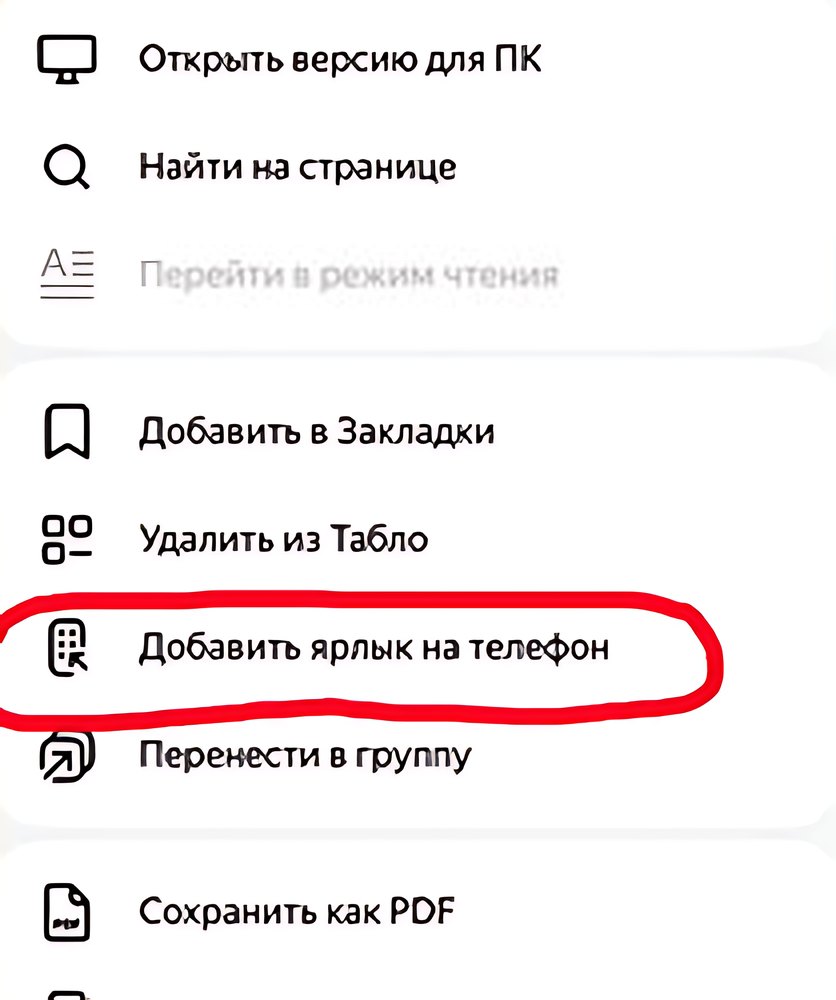 Открыть версию для ПК
Найти на странице
Перейти в режим чтения
Добавить в Закладки
Удалить из Табло
Добавить ярлык на телефон
Перенести в группу
Сохранить как PDF